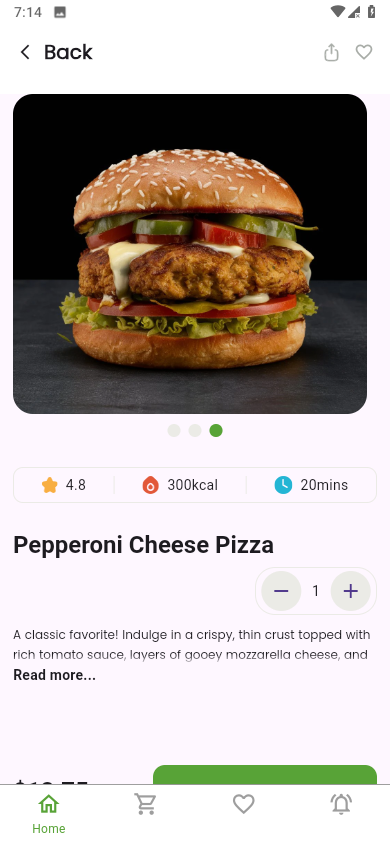 7:14
Back
4.8
300kcal
20mins
Pepperoni Cheese Pizza
1
A classic favorite! Indulge in a crispy, thin crust topped with
rich tomato sauce, layers of gooey mozzarella cheese, and
Read more...
Home